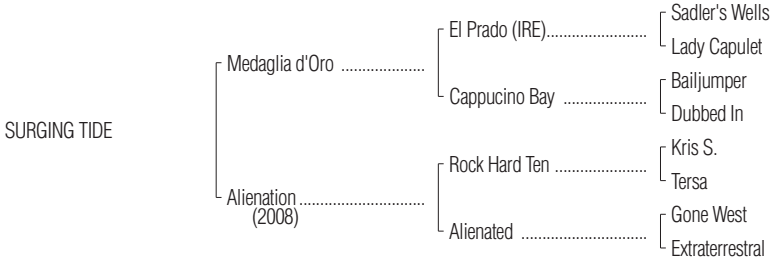 Sadler's Wells
El Prado (IRE)..........................
Lady Capulet
Medaglia d'Oro ....................
Bailjumper
Cappucino Bay ....................
Dubbed In
SURGING TIDE
Kris S.
Rock Hard Ten ......................
Tersa
Alienation ..............................
(2008)
Gone West
Alienated ..............................
Extraterrestral